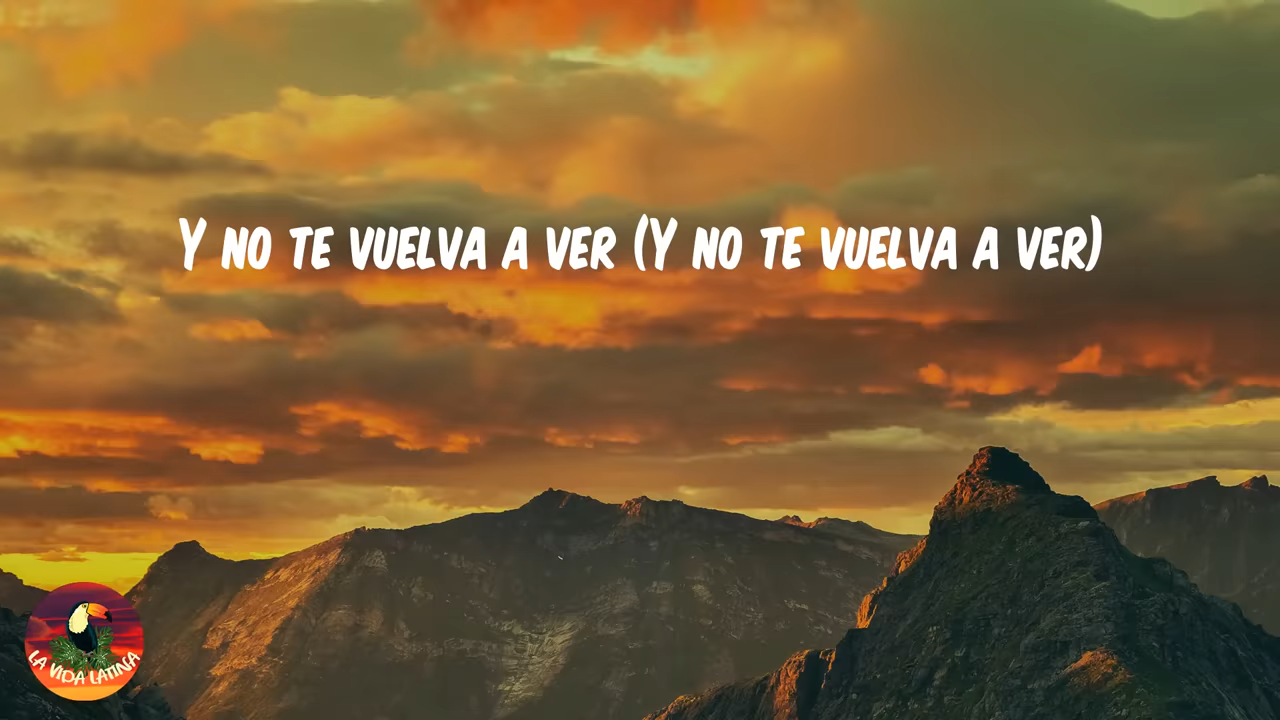 Y NO TE VUELVA A VER (Y NO TE VUELVA A VER)
LA VIDA LATINA